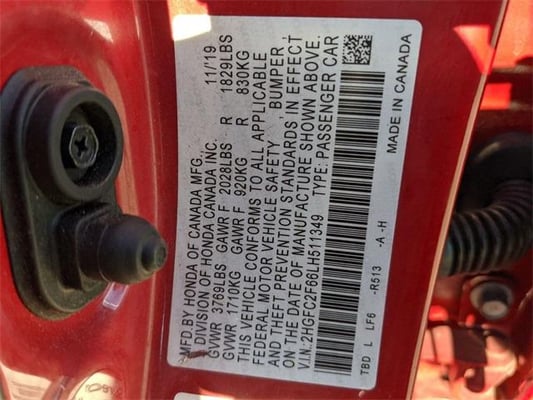 MFD.BY HONDA OF CANADA MFG.
A DIVISION OF HONDA CANADA INC. 11/19
GVWR 3769LBS GAWR F 2028LBS R 1829LBS
GVWR 1710KG GAWR F 920KG R 830KG
THIS VEHICLE CONFORMS TO ALL APPLICABLE
FEDERAL MOTOR VEHICLE SAFETY, BUMPER,
AND THEFT PREVENTION STANDARDS IN EFFECT
ON THE DATE OF MANUFACTURE SHOWN ABOVE.
V.I.N:2HGFC2F66LH511349 TYPE: PASSENGER CAR
TBD L LF6 -R513 -A -H MADE IN CANADA